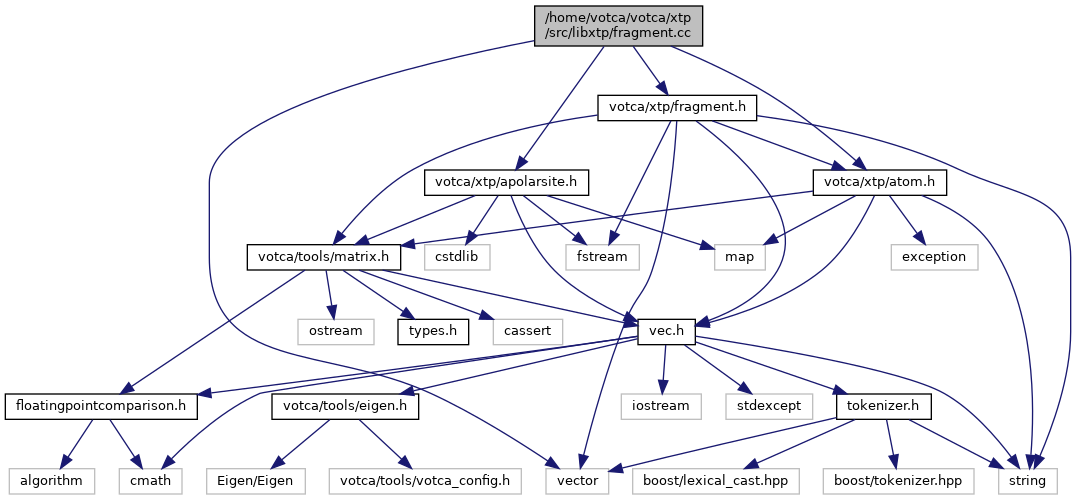 /home/votca/votca/xtp
/src/libxtp/fragment.cc
votca/xtp/fragment.h
votca/xtp/apolarsite.h
votca/xtp/atom.h
votca/tools/matrix.h
cstdlib
fstream
map
exception
ostream
types.h
cassert
vec.h
floatingpointcomparison.h
votca/tools/eigen.h
iostream
stdexcept
tokenizer.h
algorithm
cmath
Eigen/Eigen
votca/tools/votca_config.h
vector
boost/lexical_cast.hpp
boost/tokenizer.hpp
string